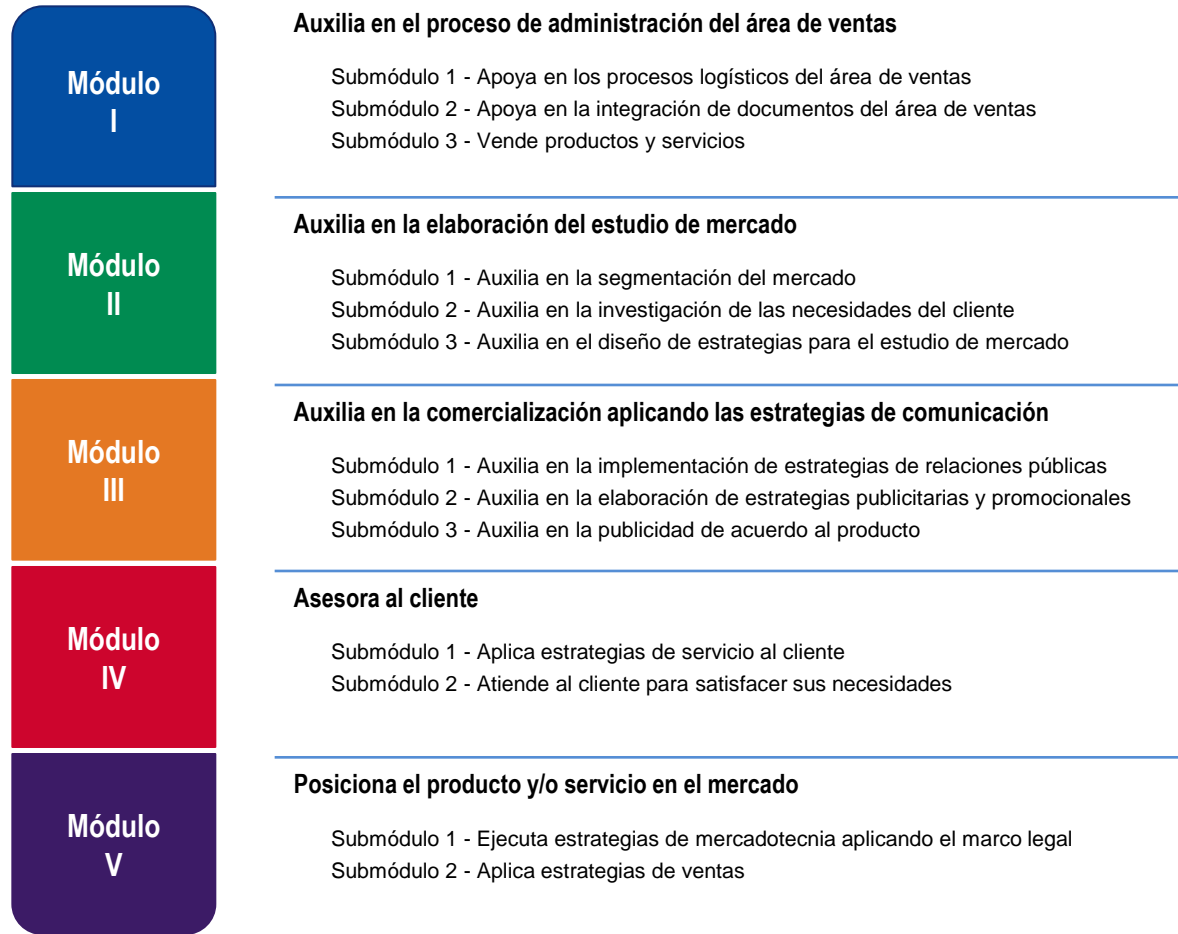 Módulo
I
Auxilia en el proceso de administración del área de ventas
Submódulo 1 - Apoya en los procesos logísticos del área de ventas
Submódulo 2 - Apoya en la integración de documentos del área de ventas
Submódulo 3 - Vende productos y servicios
Módulo
II
Auxilia en la elaboración del estudio de mercado
Submódulo 1 - Auxilia en la segmentación del mercado
Submódulo 2 - Auxilia en la investigación de las necesidades del cliente
Submódulo 3 - Auxilia en el diseño de estrategias para el estudio de mercado
Módulo
III
Auxilia en la comercialización aplicando las estrategias de comunicación
Submódulo 1 - Auxilia en la implementación de estrategias de relaciones públicas
Submódulo 2 - Auxilia en la elaboración de estrategias publicitarias y promocionales
Submódulo 3 - Auxilia en la publicidad de acuerdo al producto
Módulo
IV
Asesora al cliente
Submódulo 1 - Aplica estrategias de servicio al cliente
Submódulo 2 - Atiende al cliente para satisfacer sus necesidades
Módulo
V
Posiciona el producto y/o servicio en el mercado
Submódulo 1 - Ejecuta estrategias de mercadotecnia aplicando el marco legal
Submódulo 2 - Aplica estrategias de ventas